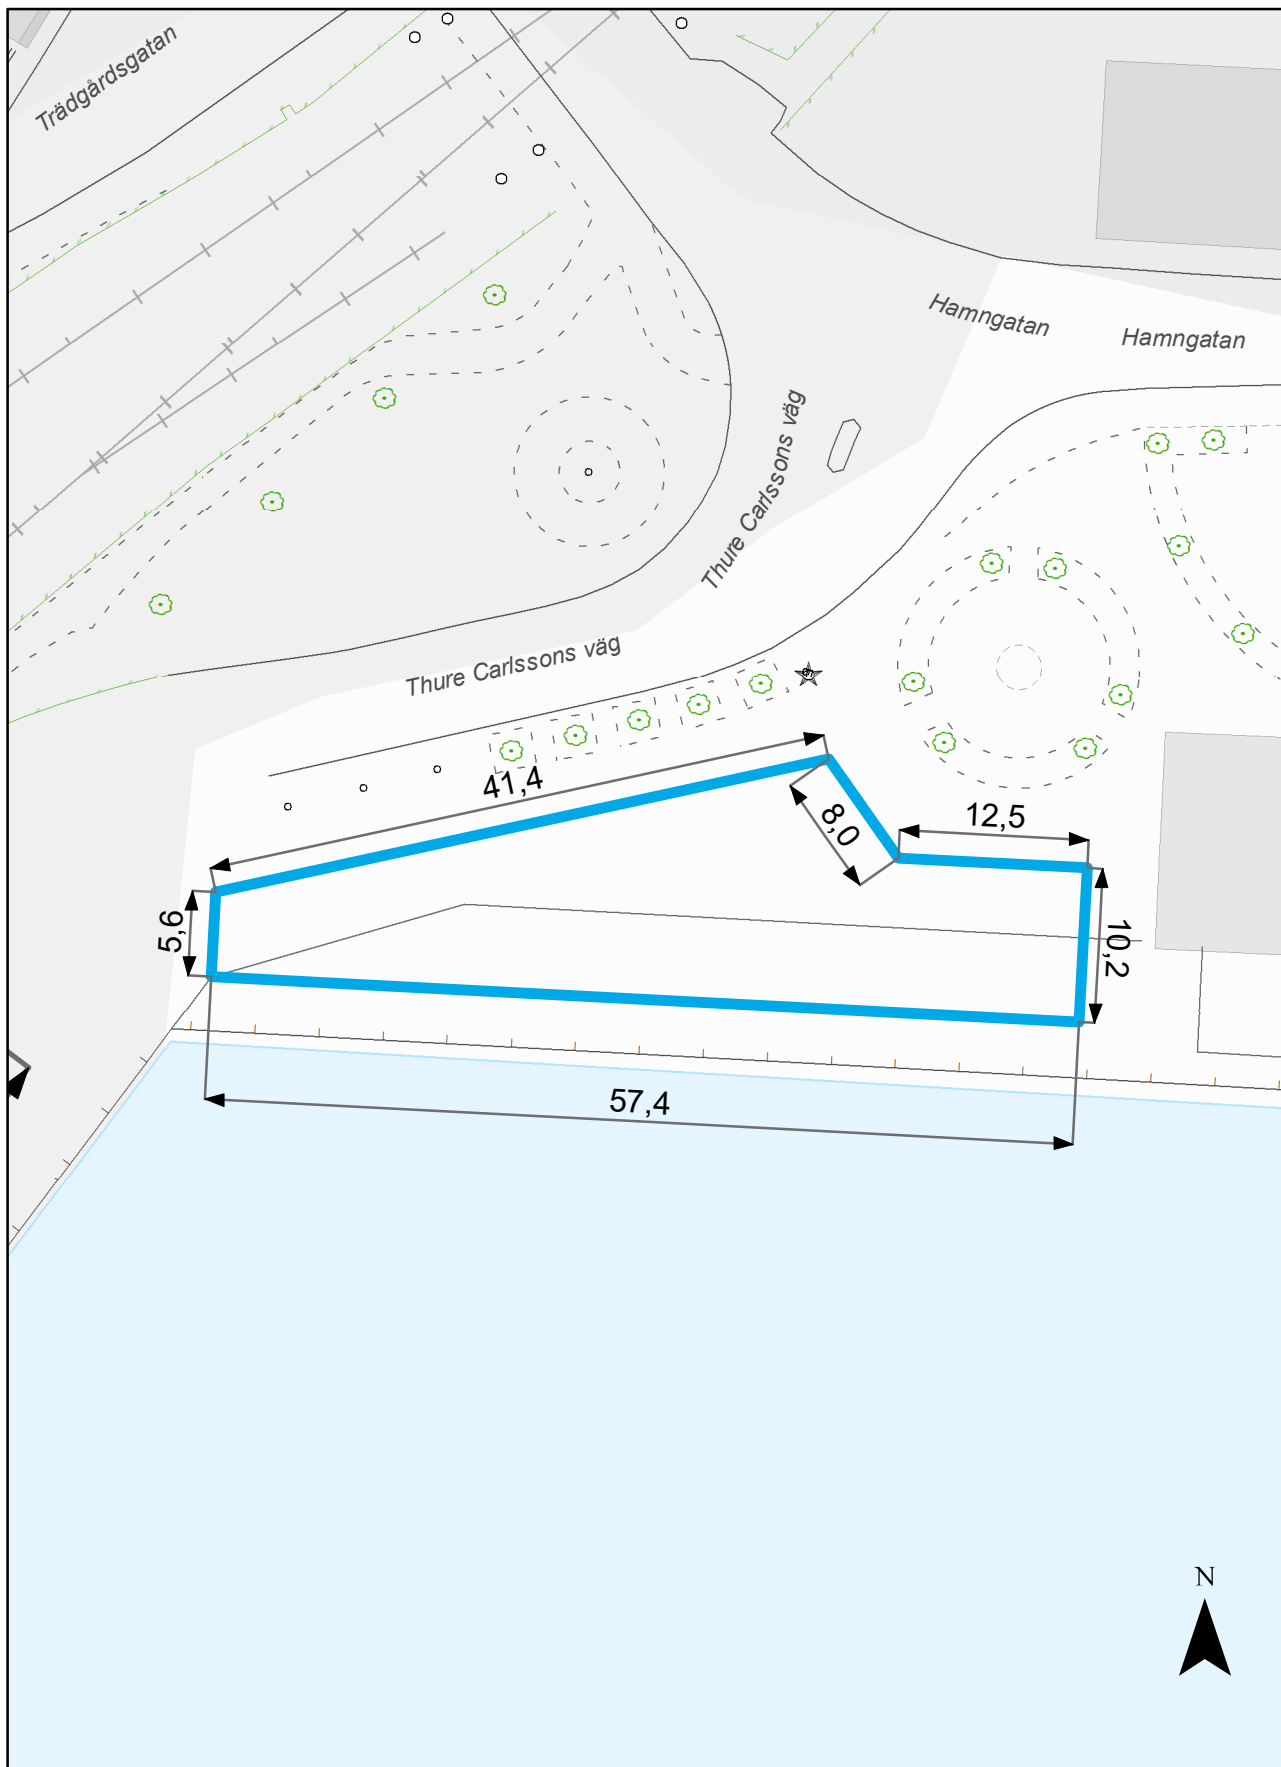 Trädgårdsgatan
Hamngatan
Hamngatan
Thure Carlssons väg
Thure Carlssons väg
41,4
8,0
12,5
5,6
10,2
57,4
N